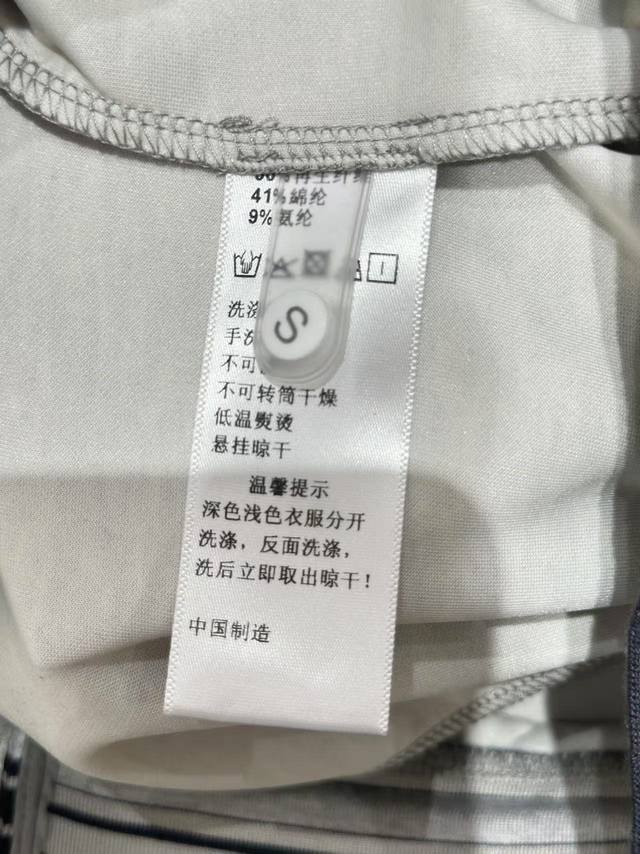 41%綿纶
9%氨纶
S
洗涤
手洗
不可
不可转筒干燥
低温熨烫
悬挂晾干
温馨提示
深色浅色衣服分开
洗涤，反面洗涤，
洗后立即取出晾干！
中国制造